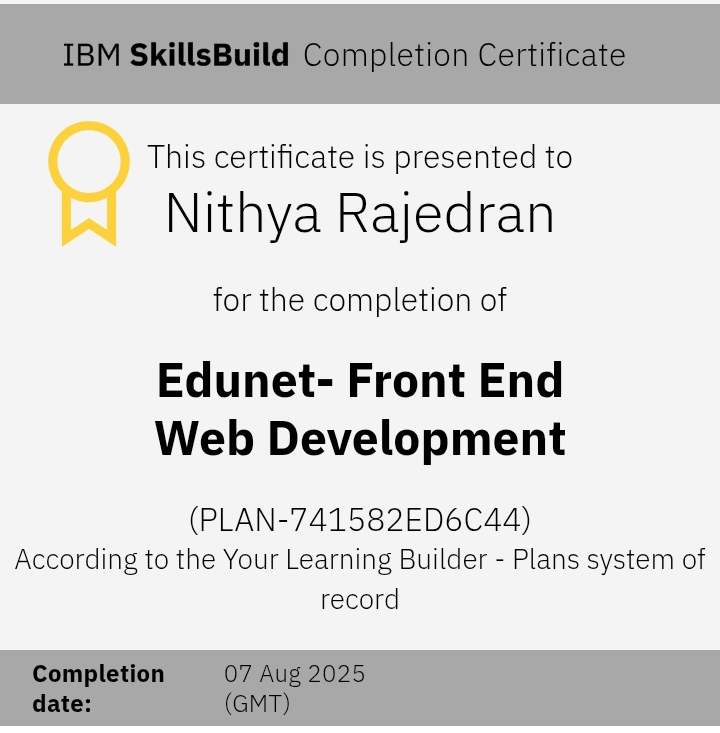 IBM SkillsBuild Completion Certificate
This certificate is presented to
Nithya Rajedran
for the completion of
Edunet- Front End
Web Development
(PLAN-741582ED6C44)
According to the Your Learning Builder - Plans system of
record
Completion date:
07 Aug 2025 (GMT)